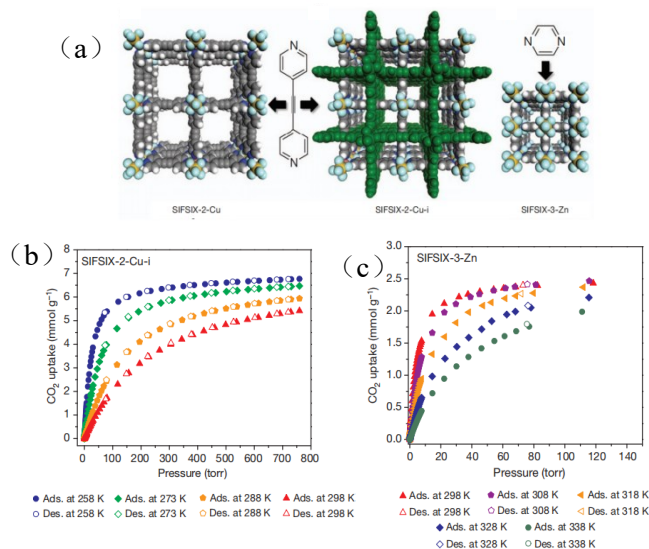 (a)
N
N
N
N
SIFSIX-2-Cu
SIFSIX-2-Cu-i
SIFSIX-3-Zn
(b)
SIFSIX-2-Cu-i
CO2 uptake (mmol g⁻¹)
8
7
6
5
4
3
2
1
0
0 100 200 300 400 500 600 700 800
Pressure (torr)
Ads. at 258 K Ads. at 273 K Ads. at 288 K Ads. at 298 K
Des. at 258 K Des. at 273 K Des. at 288 K Des. at 298 K
(c)
SIFSIX-3-Zn
CO2 uptake (mmol g⁻¹)
3.0
2.5
2.0
1.5
1.0
0.5
0.0
0 20 40 60 80 100 120 140
Pressure (torr)
Ads. at 298 K Ads. at 308 K Ads. at 318 K
Des. at 298 K Des. at 308 K Des. at 318 K
Ads. at 328 K Ads. at 338 K
Des. at 328 K Des. at 338 K